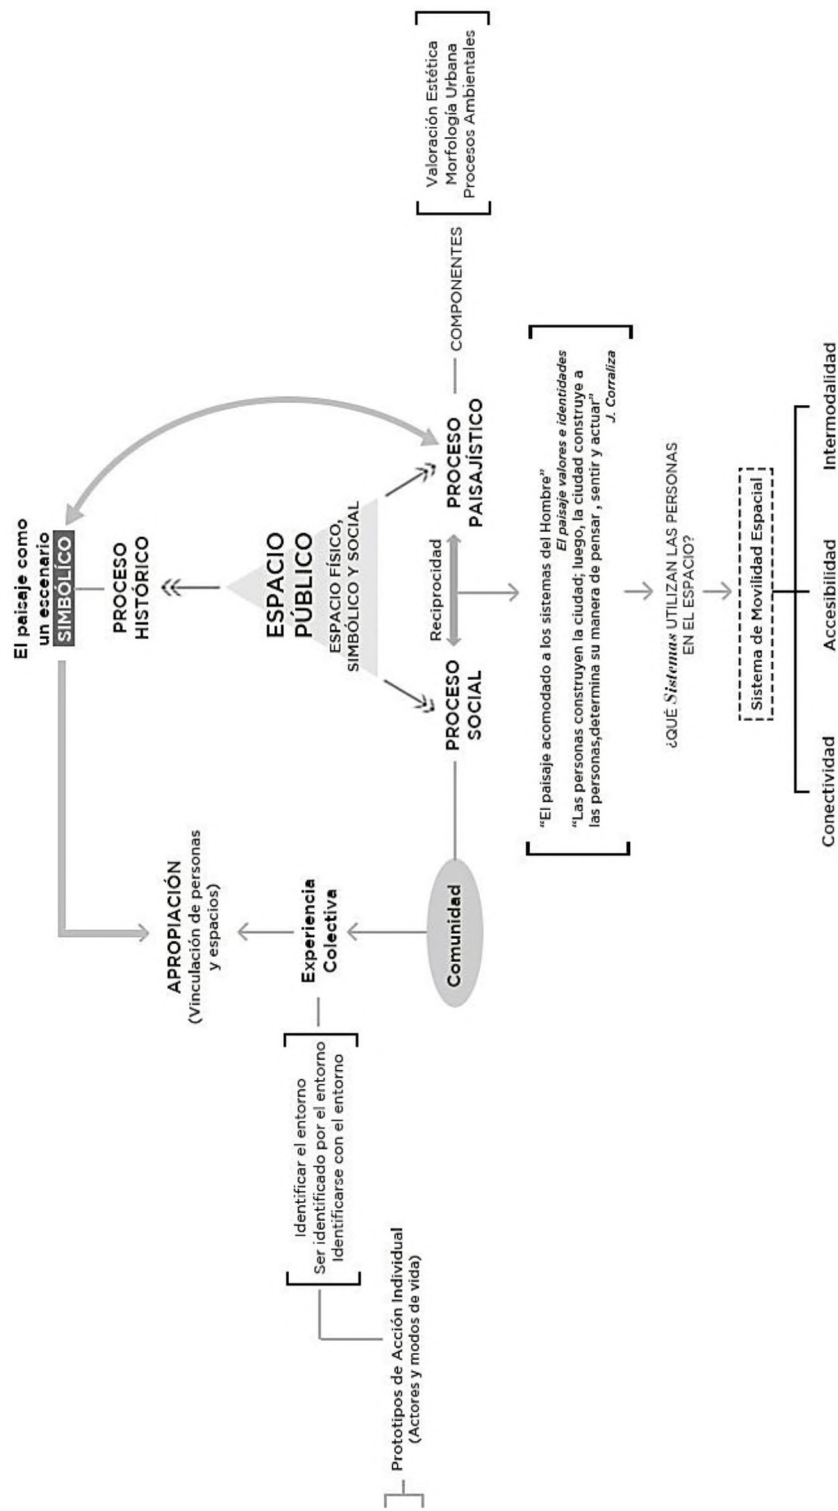 El paisaje como
un escenario
SIMBÓLÍCO
PROCESO
HISTÓRICO
ESPACIO
PÚBLICO
ESPACIO FÍSICO,
SIMBÓLICO Y SOCIAL
Reciprocidad
PROCESO
SOCIAL
PROCESO
PAISAJÍSTICO
COMPONENTES
Valoración Estética
Morfología Urbana
Procesos Ambientales
APROPIACIÓN
(Vinculación de personas
y espacios)
Experiencia
Colectiva
Comunidad
Identificar el entorno
Ser identificado por el entorno
Identificarse con el entorno
Prototipos de Acción Individual
(Actores y modos de vida)
“El paisaje acomodado a los sistemas del Hombre”
El paisaje valores e identidades
“Las personas construyen la ciudad; luego, la ciudad construye a
las personas,determina su manera de pensar , sentir y actuar”
J. Corraliza
¿QUÉ Sistemas UTILIZAN LAS PERSONAS
EN EL ESPACIO?
Sistema de Movilidad Espacial
Conectividad
Accesibilidad
Intermodalidad